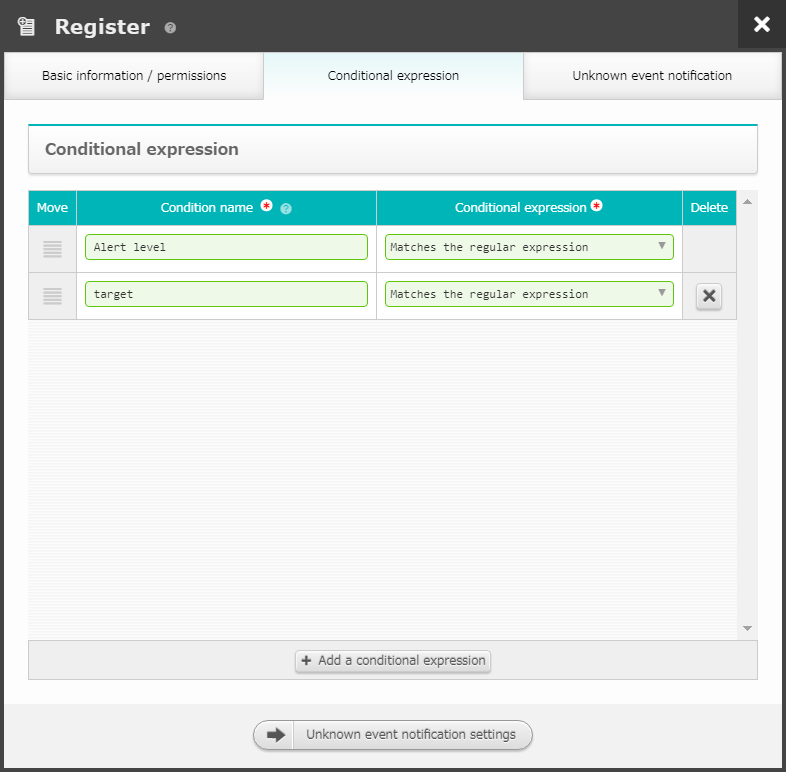 Register
Basic information / permissions
Conditional expression
Unknown event notification
Conditional expression
Move
Condition name
Conditional expression
Delete
Alert level
Matches the regular expression
target
Matches the regular expression
+ Add a conditional expression
Unknown event notification settings